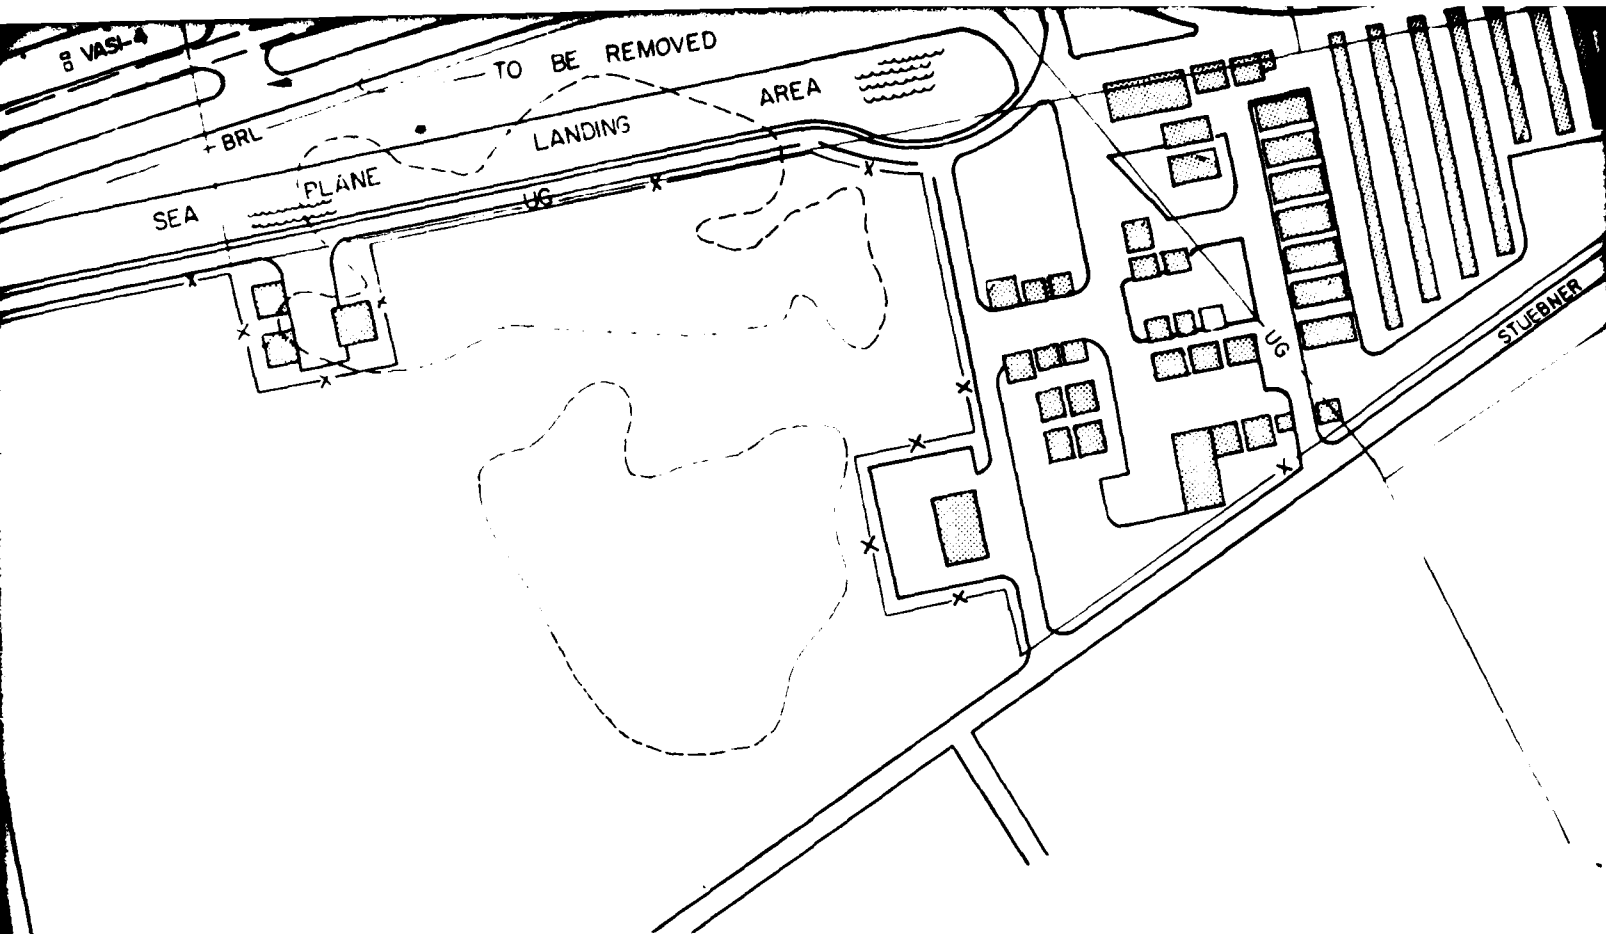 VASI-4
TO BE REMOVED
BRL
SEA PLANE LANDING AREA
UG
UG
STUEBNER